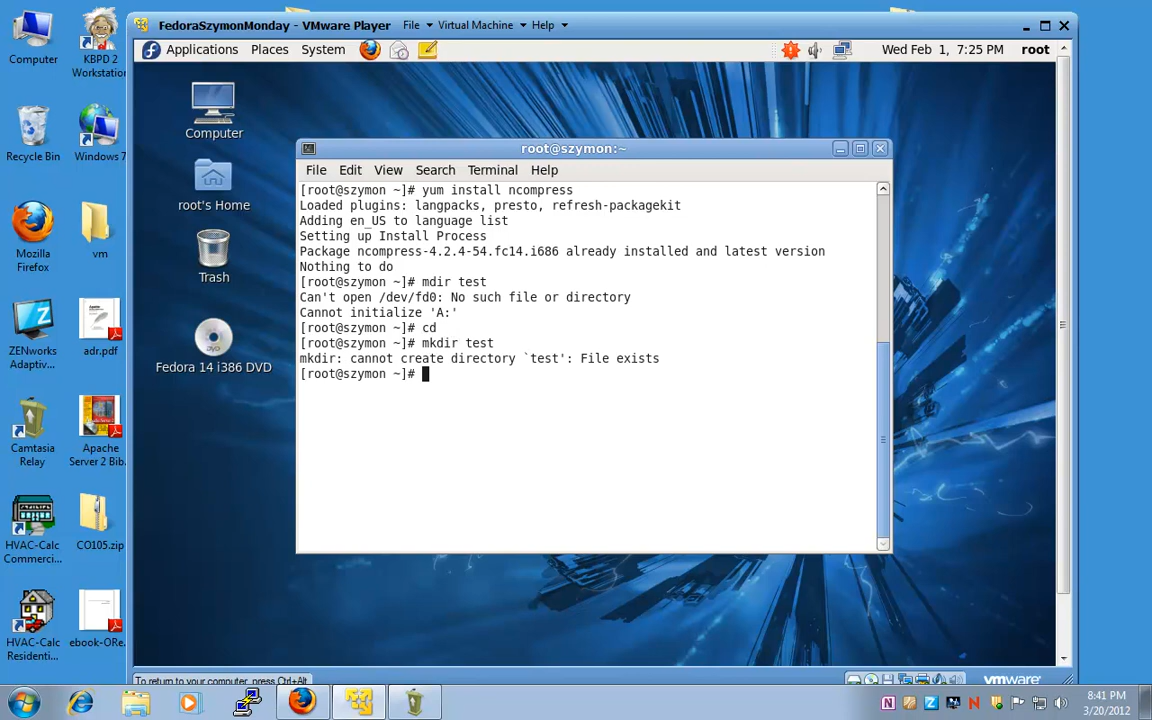 FedoraSzymonMonday - VMware Player File Virtual Machine Help
Applications Places System Wed Feb 1, 7:25 PM root
Computer
KBPD 2
Workstation
Recycle Bin
Windows 7
Mozilla
Firefox
vm
ZENworks
Adaptiv...
adr.pdf
Camtasia
Relay
Apache
Server 2 Bib...
HVAC-Calc
Commerci...
CO105.zip
HVAC-Calc
Residenti...
ebook-ORe...
Computer
root's Home
Trash
Fedora 14 i386 DVD
root@szymon:~
File Edit View Search Terminal Help
[root@szymon ~]# yum install ncompress
Loaded plugins: langpacks, presto, refresh-packagekit
Adding en_US to language list
Setting up Install Process
Package ncompress-4.2.4-54.fc14.i686 already installed and latest version
Nothing to do
[root@szymon ~]# mdir test
Can't open /dev/fd0: No such file or directory
Cannot initialize 'A:'
[root@szymon ~]# cd
[root@szymon ~]# mkdir test
mkdir: cannot create directory `test': File exists
[root@szymon ~]#
To return to your computer, press Ctrl+Alt.
vmware
8:41 PM
3/20/2012